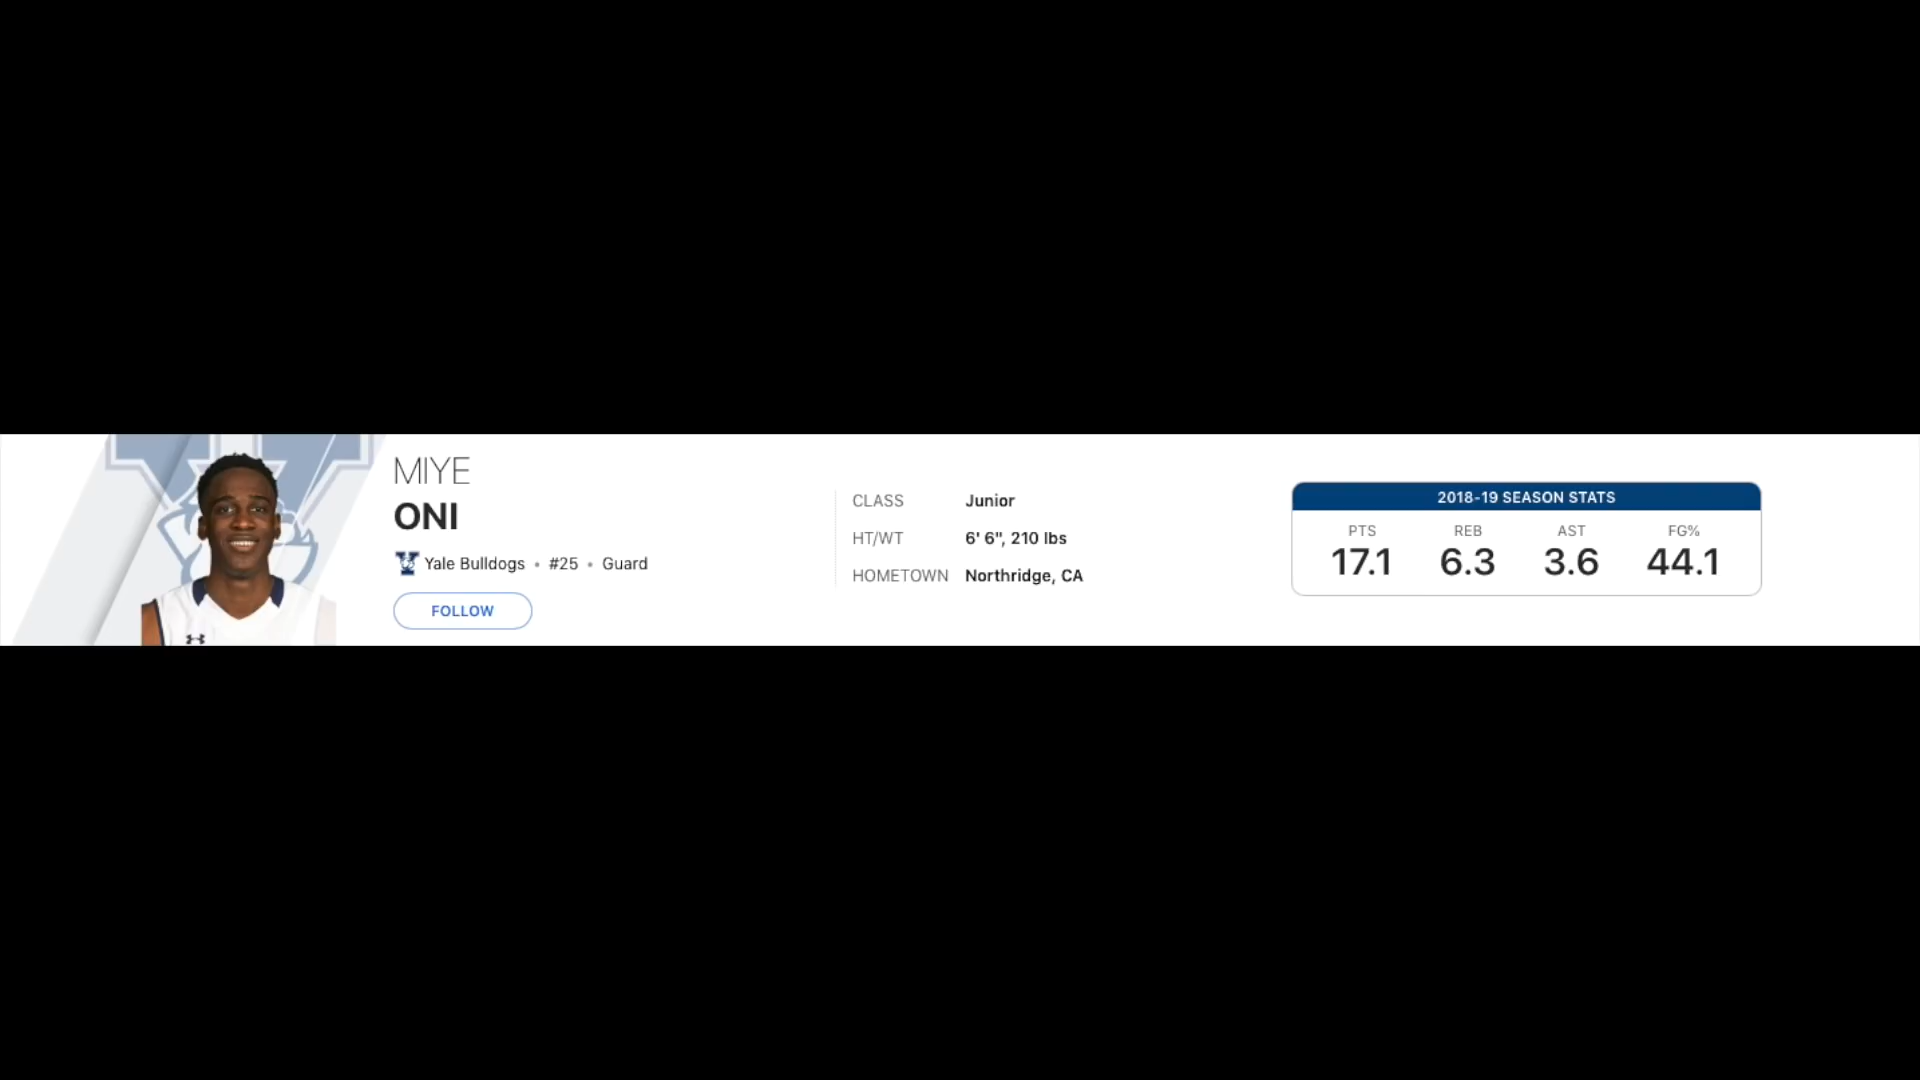 MIYE
ONI
Yale Bulldogs • #25 • Guard
FOLLOW
CLASS Junior
HT/WT 6' 6", 210 lbs
HOMETOWN Northridge, CA
2018-19 SEASON STATS
PTS REB AST FG%
17.1 6.3 3.6 44.1